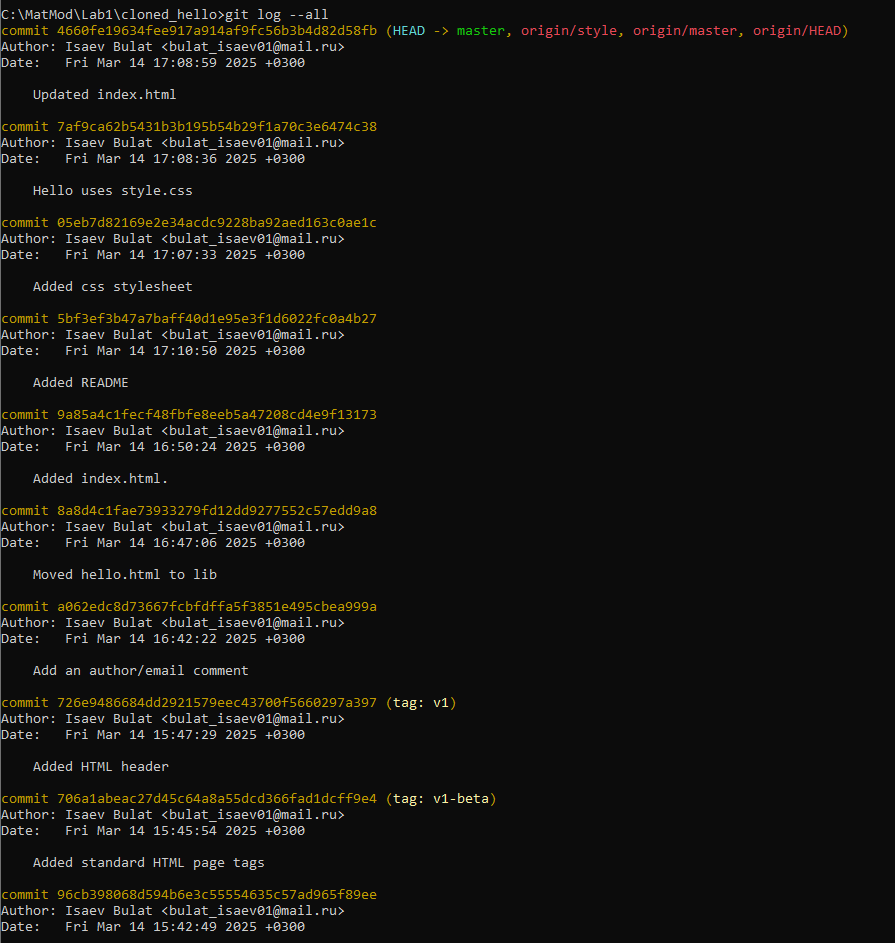 C:\MatMod\Lab1\cloned_hello>git log --all
commit 4660fe19634fee917a914af9fc56b3b4d82d58fb (HEAD -> master, origin/style, origin/master, origin/HEAD)
Author: Isaev Bulat <bulat_isaev01@mail.ru>
Date:   Fri Mar 14 17:08:59 2025 +0300
Updated index.html
commit 7af9ca62b5431b3b195b54b29f1a70c3e6474c38
Author: Isaev Bulat <bulat_isaev01@mail.ru>
Date:   Fri Mar 14 17:08:36 2025 +0300
Hello uses style.css
commit 05eb7d82169e2e34acdc9228ba92aed163c0ae1c
Author: Isaev Bulat <bulat_isaev01@mail.ru>
Date:   Fri Mar 14 17:07:33 2025 +0300
Added css stylesheet
commit 5bf3ef3b47a7baff40d1e95e3f1d6022fc0a4b27
Author: Isaev Bulat <bulat_isaev01@mail.ru>
Date:   Fri Mar 14 17:10:50 2025 +0300
Added README
commit 9a85a4c1fecf48fbfe8eeb5a47208cd4e9f13173
Author: Isaev Bulat <bulat_isaev01@mail.ru>
Date:   Fri Mar 14 16:50:24 2025 +0300
Added index.html.
commit 8a8d4c1fae73933279fd12dd9277552c57edd9a8
Author: Isaev Bulat <bulat_isaev01@mail.ru>
Date:   Fri Mar 14 16:47:06 2025 +0300
Moved hello.html to lib
commit a062edc8d73667fcbfdffa5f3851e495cbea999a
Author: Isaev Bulat <bulat_isaev01@mail.ru>
Date:   Fri Mar 14 16:42:22 2025 +0300
Add an author/email comment
commit 726e9486684dd2921579eec43700f5660297a397 (tag: v1)
Author: Isaev Bulat <bulat_isaev01@mail.ru>
Date:   Fri Mar 14 15:47:29 2025 +0300
Added HTML header
commit 706a1abeac27d45c64a8a55dcd366fad1dcff9e4 (tag: v1-beta)
Author: Isaev Bulat <bulat_isaev01@mail.ru>
Date:   Fri Mar 14 15:45:54 2025 +0300
Added standard HTML page tags
commit 96cb398068d594b6e3c55554635c57ad965f89ee
Author: Isaev Bulat <bulat_isaev01@mail.ru>
Date:   Fri Mar 14 15:42:49 2025 +0300